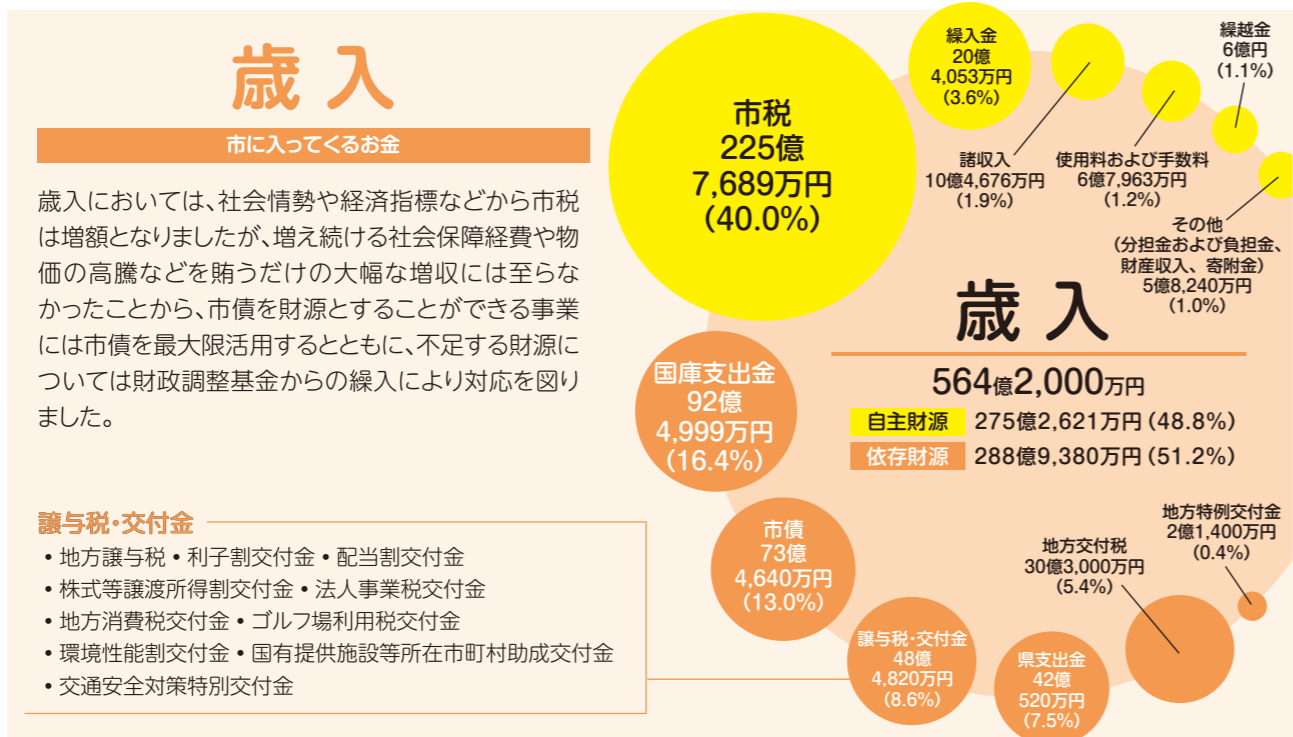 歳入
市に入ってくるお金
歳入においては、社会情勢や経済指標などから市税
は増額となりましたが、増え続ける社会保障経費や物
価の高騰などを賄うだけの大幅な増収には至らな
かったことから、市債を財源とすることができる事業
には市債を最大限活用するとともに、不足する財源に
ついては財政調整基金からの繰入により対応を図り
ました。
譲与税・交付金
• 地方譲与税 • 利子割交付金 • 配当割交付金
• 株式等譲渡所得割交付金 • 法人事業税交付金
• 地方消費税交付金 • ゴルフ場利用税交付金
• 環境性能割交付金 • 国有提供施設等所在市町村助成交付金
• 交通安全対策特別交付金
市税
225億
7,689万円
(40.0%)
繰入金
20億
4,053万円
(3.6%)
諸収入
10億4,676万円
(1.9%)
使用料および手数料
6億7,963万円
(1.2%)
繰越金
6億円
(1.1%)
その他
(分担金および負担金、
財産収入、寄附金)
5億8,240万円
(1.0%)
歳入
564億2,000万円
自主財源 275億2,621万円(48.8%)
依存財源 288億9,380万円(51.2%)
国庫支出金
92億
4,999万円
(16.4%)
市債
73億
4,640万円
(13.0%)
譲与税・交付金
48億
4,820万円
(8.6%)
県支出金
42億
520万円
(7.5%)
地方交付税
30億3,000万円
(5.4%)
地方特例交付金
2億1,400万円
(0.4%)